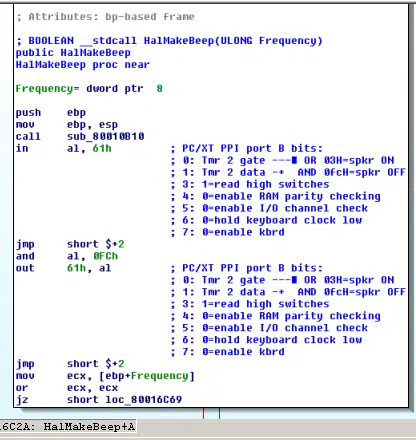 ; Attributes: bp-based frame
; BOOLEAN __stdcall HalMakeBeep(ULONG Frequency)
public HalMakeBeep
HalMakeBeep proc near
Frequency= dword ptr  8
push    ebp
mov     ebp, esp
call    sub_80010B10
in      al, 61h         ; PC/XT PPI port B bits:
; 0: Tmr 2 gate ---■ OR 03H=spkr ON
; 1: Tmr 2 data -+  AND 0fcH=spkr OFF
; 3: 1=read high switches
; 4: 0=enable RAM parity checking
; 5: 0=enable I/O channel check
; 6: 0=hold keyboard clock low
; 7: 0=enable kbrd
jmp     short $+2
and     al, 0FCh
out     61h, al         ; PC/XT PPI port B bits:
; 0: Tmr 2 gate ---■ OR 03H=spkr ON
; 1: Tmr 2 data -+  AND 0fcH=spkr OFF
; 3: 1=read high switches
; 4: 0=enable RAM parity checking
; 5: 0=enable I/O channel check
; 6: 0=hold keyboard clock low
; 7: 0=enable kbrd
jmp     short $+2
mov     ecx, [ebp+Frequency]
or      ecx, ecx
jz      short loc_80016C69
6C2A: HalMakeBeep+A